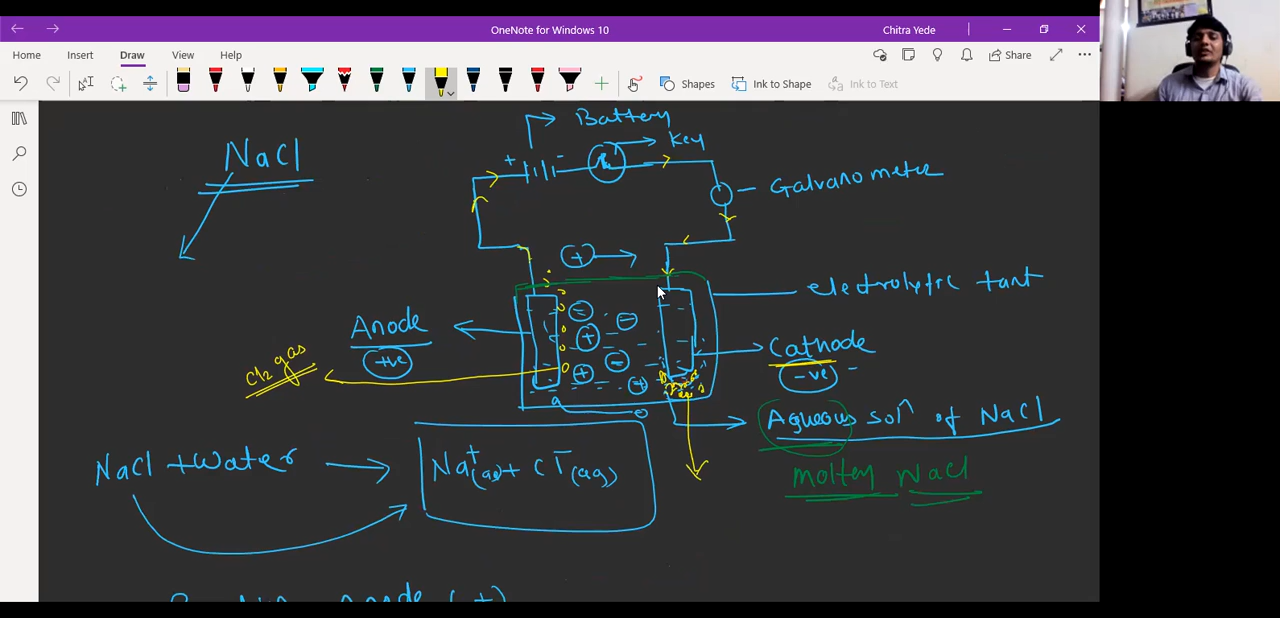 OneNote for Windows 10
Chitra Yede
Home Insert Draw View Help
Share
Shapes
Ink to Shape
Ink to Text
Battery
+ -
Key
NaCl
Galvanometer
+
electrolytic tant
Anode
+ve
Cl2 gas
Cathode
-ve
Aqueous solⁿ of NaCl
molten NaCl
NaCl + Water
Na+(aq) + Cl-(aq)
anode (+)